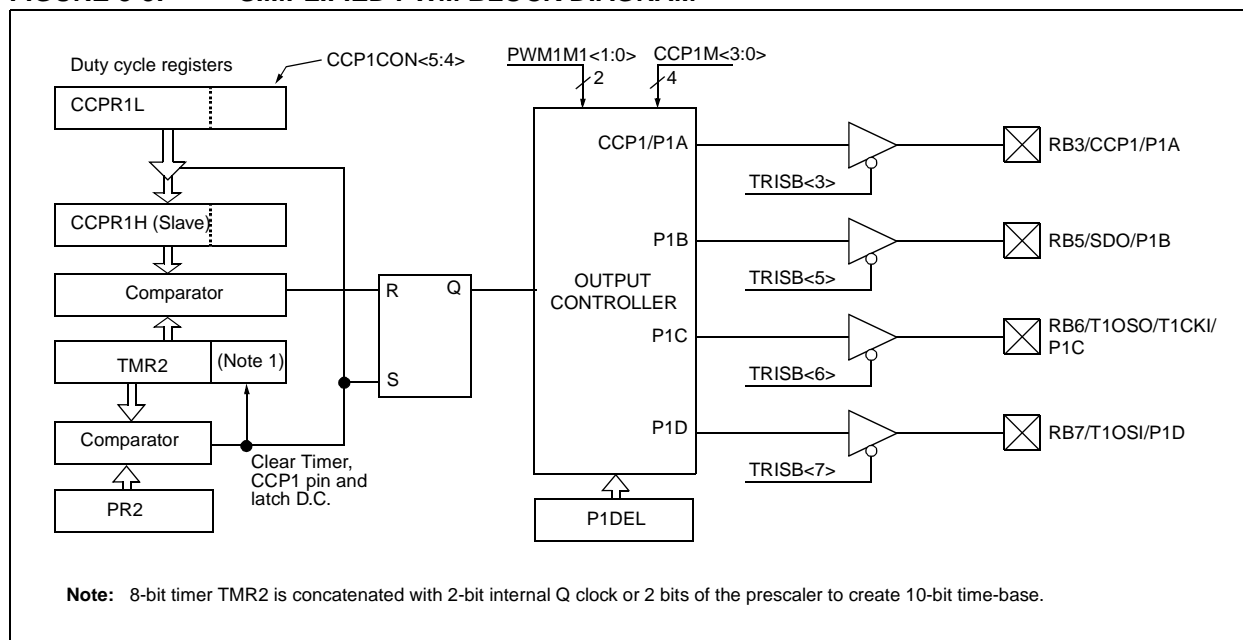 Duty cycle registers
CCP1CON<5:4>
CCPR1L
CCPR1H (Slave)
Comparator
TMR2
(Note 1)
Comparator
PR2
Clear Timer,
CCP1 pin and
latch D.C.
R
Q
S
PWM1M1<1:0>
2
CCP1M<3:0>
4
OUTPUT
CONTROLLER
CCP1/P1A
P1B
P1C
P1D
P1DEL
TRISB<3>
RB3/CCP1/P1A
TRISB<5>
RB5/SDO/P1B
TRISB<6>
RB6/T1OSO/T1CKI/
P1C
TRISB<7>
RB7/T1OSI/P1D
Note: 8-bit timer TMR2 is concatenated with 2-bit internal Q clock or 2 bits of the prescaler to create 10-bit time-base.